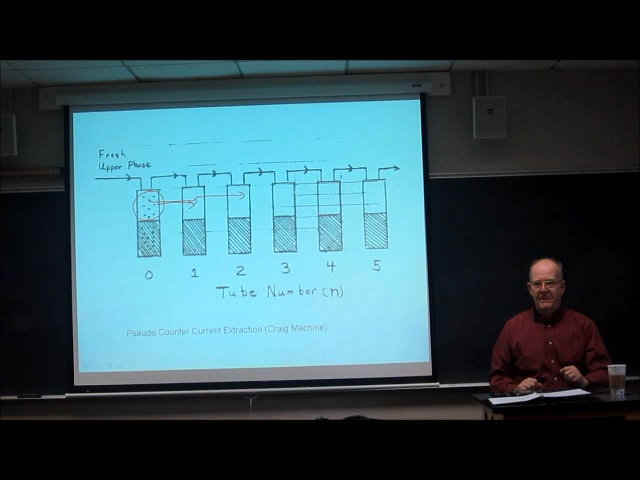 Fresh
Upper Phase
0 1 2 3 4 5
Tube Number (n)
Pseudo Counter Current Extraction (Craig Machine)